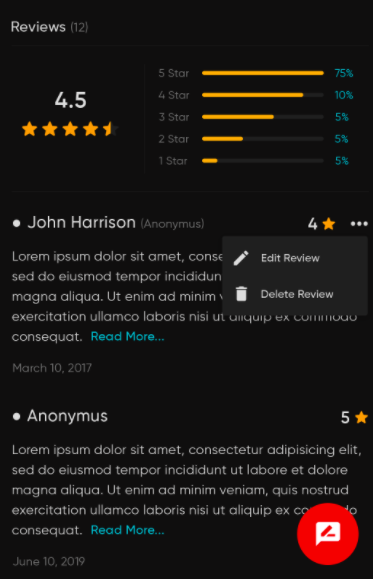 Reviews (12)
4.5
5 Star 75%
4 Star 10%
3 Star 5%
2 Star 5%
1 Star 5%
John Harrison (Anonymus) 4
Edit Review
Delete Review
Lorem ipsum dolor sit amet, conse
sed do eiusmod tempor incididun
magna aliqua. Ut enim ad minim v
exercitation ullamco laboris nisi ut aliquip ex commodo
consequat. Read More...
March 10, 2017
Anonymus 5
Lorem ipsum dolor sit amet, consectetur adipisicing elit,
sed do eiusmod tempor incididunt ut labore et dolore
magna aliqua. Ut enim ad minim veniam, quis nostrud
exercitation ullamco laboris nisi ut aliquip ex co
consequat. Read More...
June 10, 2019